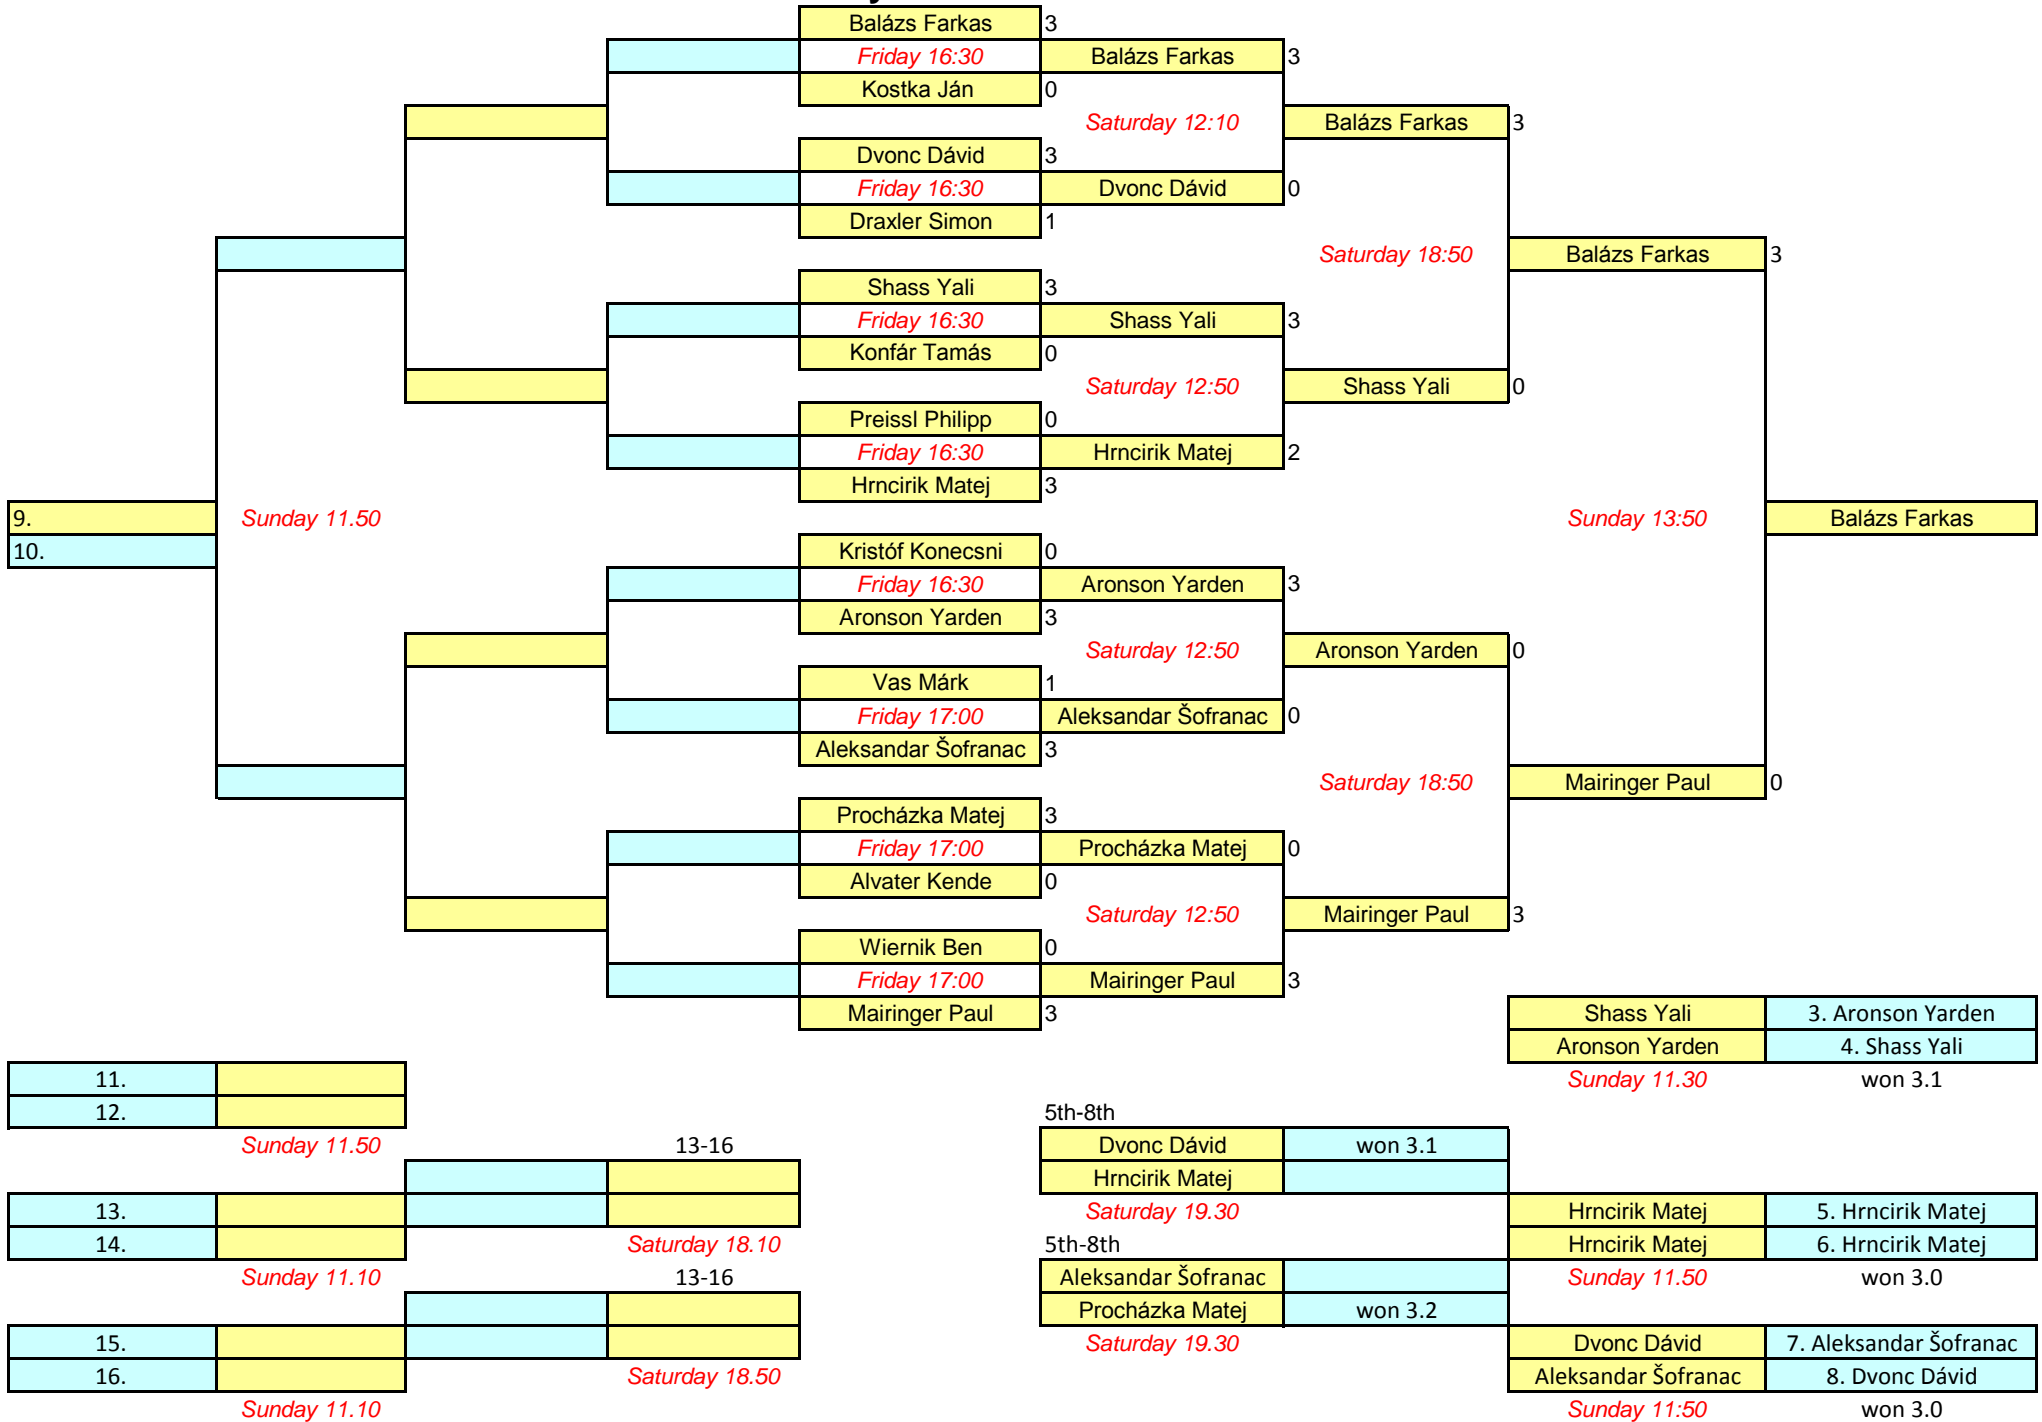 Balázs Farkas 3
Friday 16:30 Balázs Farkas 3
Kostka Ján 0
Saturday 12:10 Balázs Farkas 3
Dvonc Dávid 3
Friday 16:30 Dvonc Dávid 0
Draxler Simon 1
Saturday 18:50 Balázs Farkas 3
Shass Yali 3
Friday 16:30 Shass Yali 3
Konfár Tamás 0
Saturday 12:50 Shass Yali 0
Preissl Philipp 0
Friday 16:30 Hrncirik Matej 2
Hrncirik Matej 3
9. Sunday 11.50 Sunday 13:50 Balázs Farkas
10. Kristóf Konecsni 0
Friday 16:30 Aronson Yarden 3
Aronson Yarden 3
Saturday 12:50 Aronson Yarden 0
Vas Márk 1
Friday 17:00 Aleksandar Šofranac 0
Aleksandar Šofranac 3
Saturday 18:50 Mairinger Paul 0
Procházka Matej 3
Friday 17:00 Procházka Matej 0
Alvater Kende 0
Saturday 12:50 Mairinger Paul 3
Wiernik Ben 0
Friday 17:00 Mairinger Paul 3
Mairinger Paul 3 Shass Yali 3. Aronson Yarden
Aronson Yarden 4. Shass Yali
11. Sunday 11.30 won 3.1
12. 5th-8th
Sunday 11.50 13-16 Dvonc Dávid won 3.1
Hrncirik Matej
13. Saturday 19.30 Hrncirik Matej 5. Hrncirik Matej
14. Saturday 18.10 5th-8th Hrncirik Matej 6. Hrncirik Matej
Sunday 11.10 13-16 Aleksandar Šofranac Sunday 11.50 won 3.0
Procházka Matej won 3.2
15. Saturday 19.30 Dvonc Dávid 7. Aleksandar Šofranac
16. Saturday 18.50 Aleksandar Šofranac 8. Dvonc Dávid
Sunday 11.10 Sunday 11:50 won 3.0